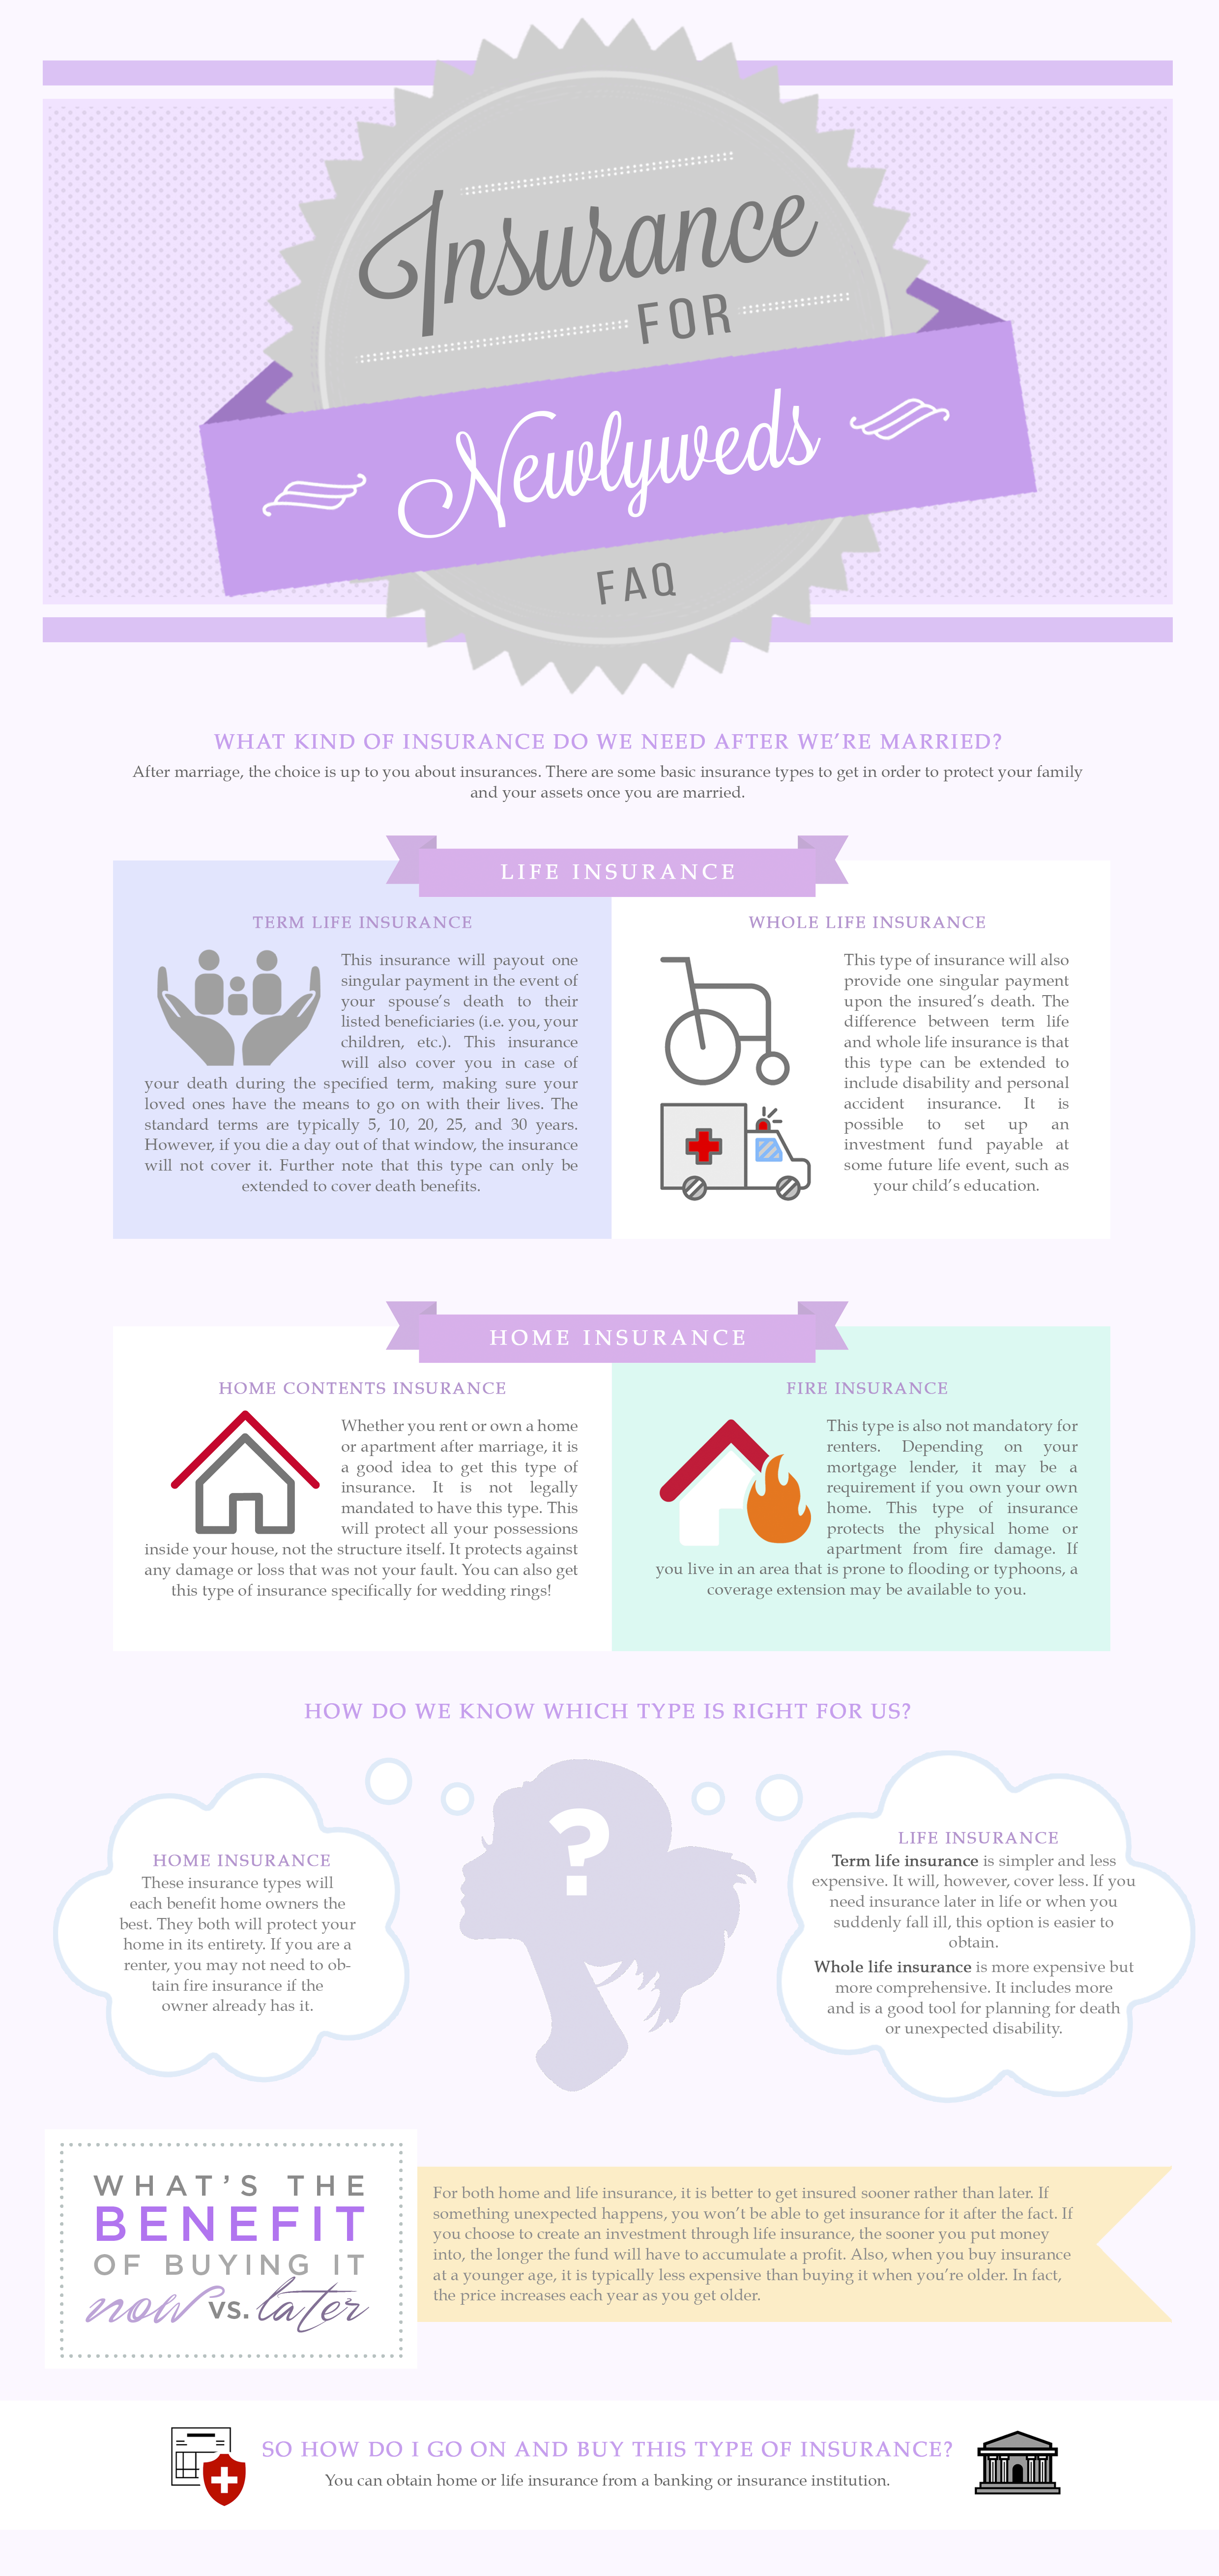 Insurance
FOR
Newlyweds
FAQ
WHAT KIND OF INSURANCE DO WE NEED AFTER WE'RE MARRIED?
After marriage, the choice is up to you about insurances. There are some basic insurance types to get in order to protect your family
and your assets once you are married.
LIFE INSURANCE
TERM LIFE INSURANCE
This insurance will payout one
singular payment in the event of
your spouse's death to their
listed beneficiaries (i.e. you, your
children, etc.). This insurance
will also cover you in case of
your death during the specified term, making sure your
loved ones have the means to go on with their lives. The
standard terms are typically 5, 10, 20, 25, and 30 years.
However, if you die a day out of that window, the insurance
will not cover it. Further note that this type can only be
extended to cover death benefits.
WHOLE LIFE INSURANCE
This type of insurance will also
provide one singular payment
upon the insured's death. The
difference between term life
and whole life insurance is that
this type can be extended to
include disability and personal
accident insurance. It is
possible to set up an
investment fund payable at
some future life event, such as
your child's education.
HOME INSURANCE
HOME CONTENTS INSURANCE
Whether you rent or own a home
or apartment after marriage, it is
a good idea to get this type of
insurance. It is not legally
mandated to have this type. This
will protect all your possessions
inside your house, not the structure itself. It protects against
any damage or loss that was not your fault. You can also get
this type of insurance specifically for wedding rings!
FIRE INSURANCE
This type is also not mandatory for
renters. Depending on your
mortgage lender, it may be a
requirement if you own your own
home. This type of insurance
protects the physical home or
apartment from fire damage. If
you live in an area that is prone to flooding or typhoons, a
coverage extension may be available to you.
HOW DO WE KNOW WHICH TYPE IS RIGHT FOR US?
HOME INSURANCE
These insurance types will
each benefit home owners the
best. They both will protect your
home in its entirety. If you are a
renter, you may not need to ob-
tain fire insurance if the
owner already has it.
?
LIFE INSURANCE
Term life insurance is simpler and less
expensive. It will, however, cover less. If you
need insurance later in life or when you
suddenly fall ill, this option is easier to
obtain.
Whole life insurance is more expensive but
more comprehensive. It includes more
and is a good tool for planning for death
or unexpected disability.
WHAT'S THE
BENEFIT
OF BUYING IT
now vs. later
For both home and life insurance, it is better to get insured sooner rather than later. If
something unexpected happens, you won't be able to get insurance for it after the fact. If
you choose to create an investment through life insurance, the sooner you put money
into, the longer the fund will have to accumulate a profit. Also, when you buy insurance
at a younger age, it is typically less expensive than buying it when you're older. In fact,
the price increases each year as you get older.
SO HOW DO I GO ON AND BUY THIS TYPE OF INSURANCE?
You can obtain home or life insurance from a banking or insurance institution.